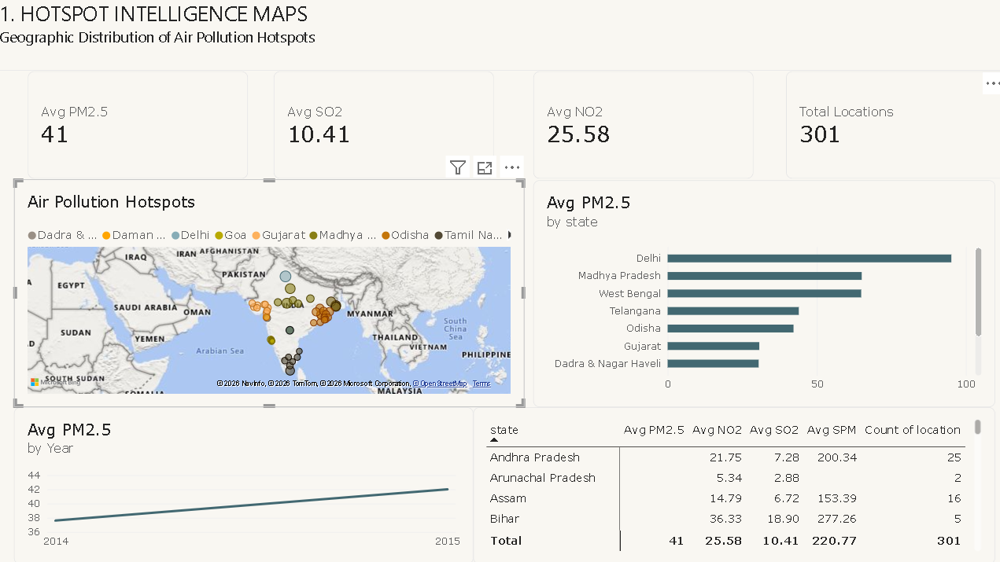 1. HOTSPOT INTELLIGENCE MAPS
Geographic Distribution of Air Pollution Hotspots
Avg PM2.5
41
Avg SO2
10.41
Avg NO2
25.58
Total Locations
301
Air Pollution Hotspots
Dadra & ... Daman ... Delhi Goa Gujarat Madhya ... Odisha Tamil Na...
IRAQ
IRAN
AFGHANISTAN
PAKISTAN
EGYPT
SAUDI ARABIA
OMAN
INDIA
MYANMAR
SUDAN
YEMEN
Arabian Sea
THAILAND
South
China
Sea
VIETNAM
PHILIPPINE
SOUTH SUDAN
SOMALIA
MALAYSIA
Microsoft Bing
© 2026 NavInfo, © 2026 TomTom, © 2026 Microsoft Corporation, © OpenStreetMap Terms
Avg PM2.5
by state
Delhi
Madhya Pradesh
West Bengal
Telangana
Odisha
Gujarat
Dadra & Nagar Haveli
0 50 100
Avg PM2.5
by Year
44
42
40
38
36
2014 2015
state Avg PM2.5 Avg NO2 Avg SO2 Avg SPM Count of location
Andhra Pradesh 21.75 7.28 200.34 25
Arunachal Pradesh 5.34 2.88 2
Assam 14.79 6.72 153.39 16
Bihar 36.33 18.90 277.26 5
Total 41 25.58 10.41 220.77 301